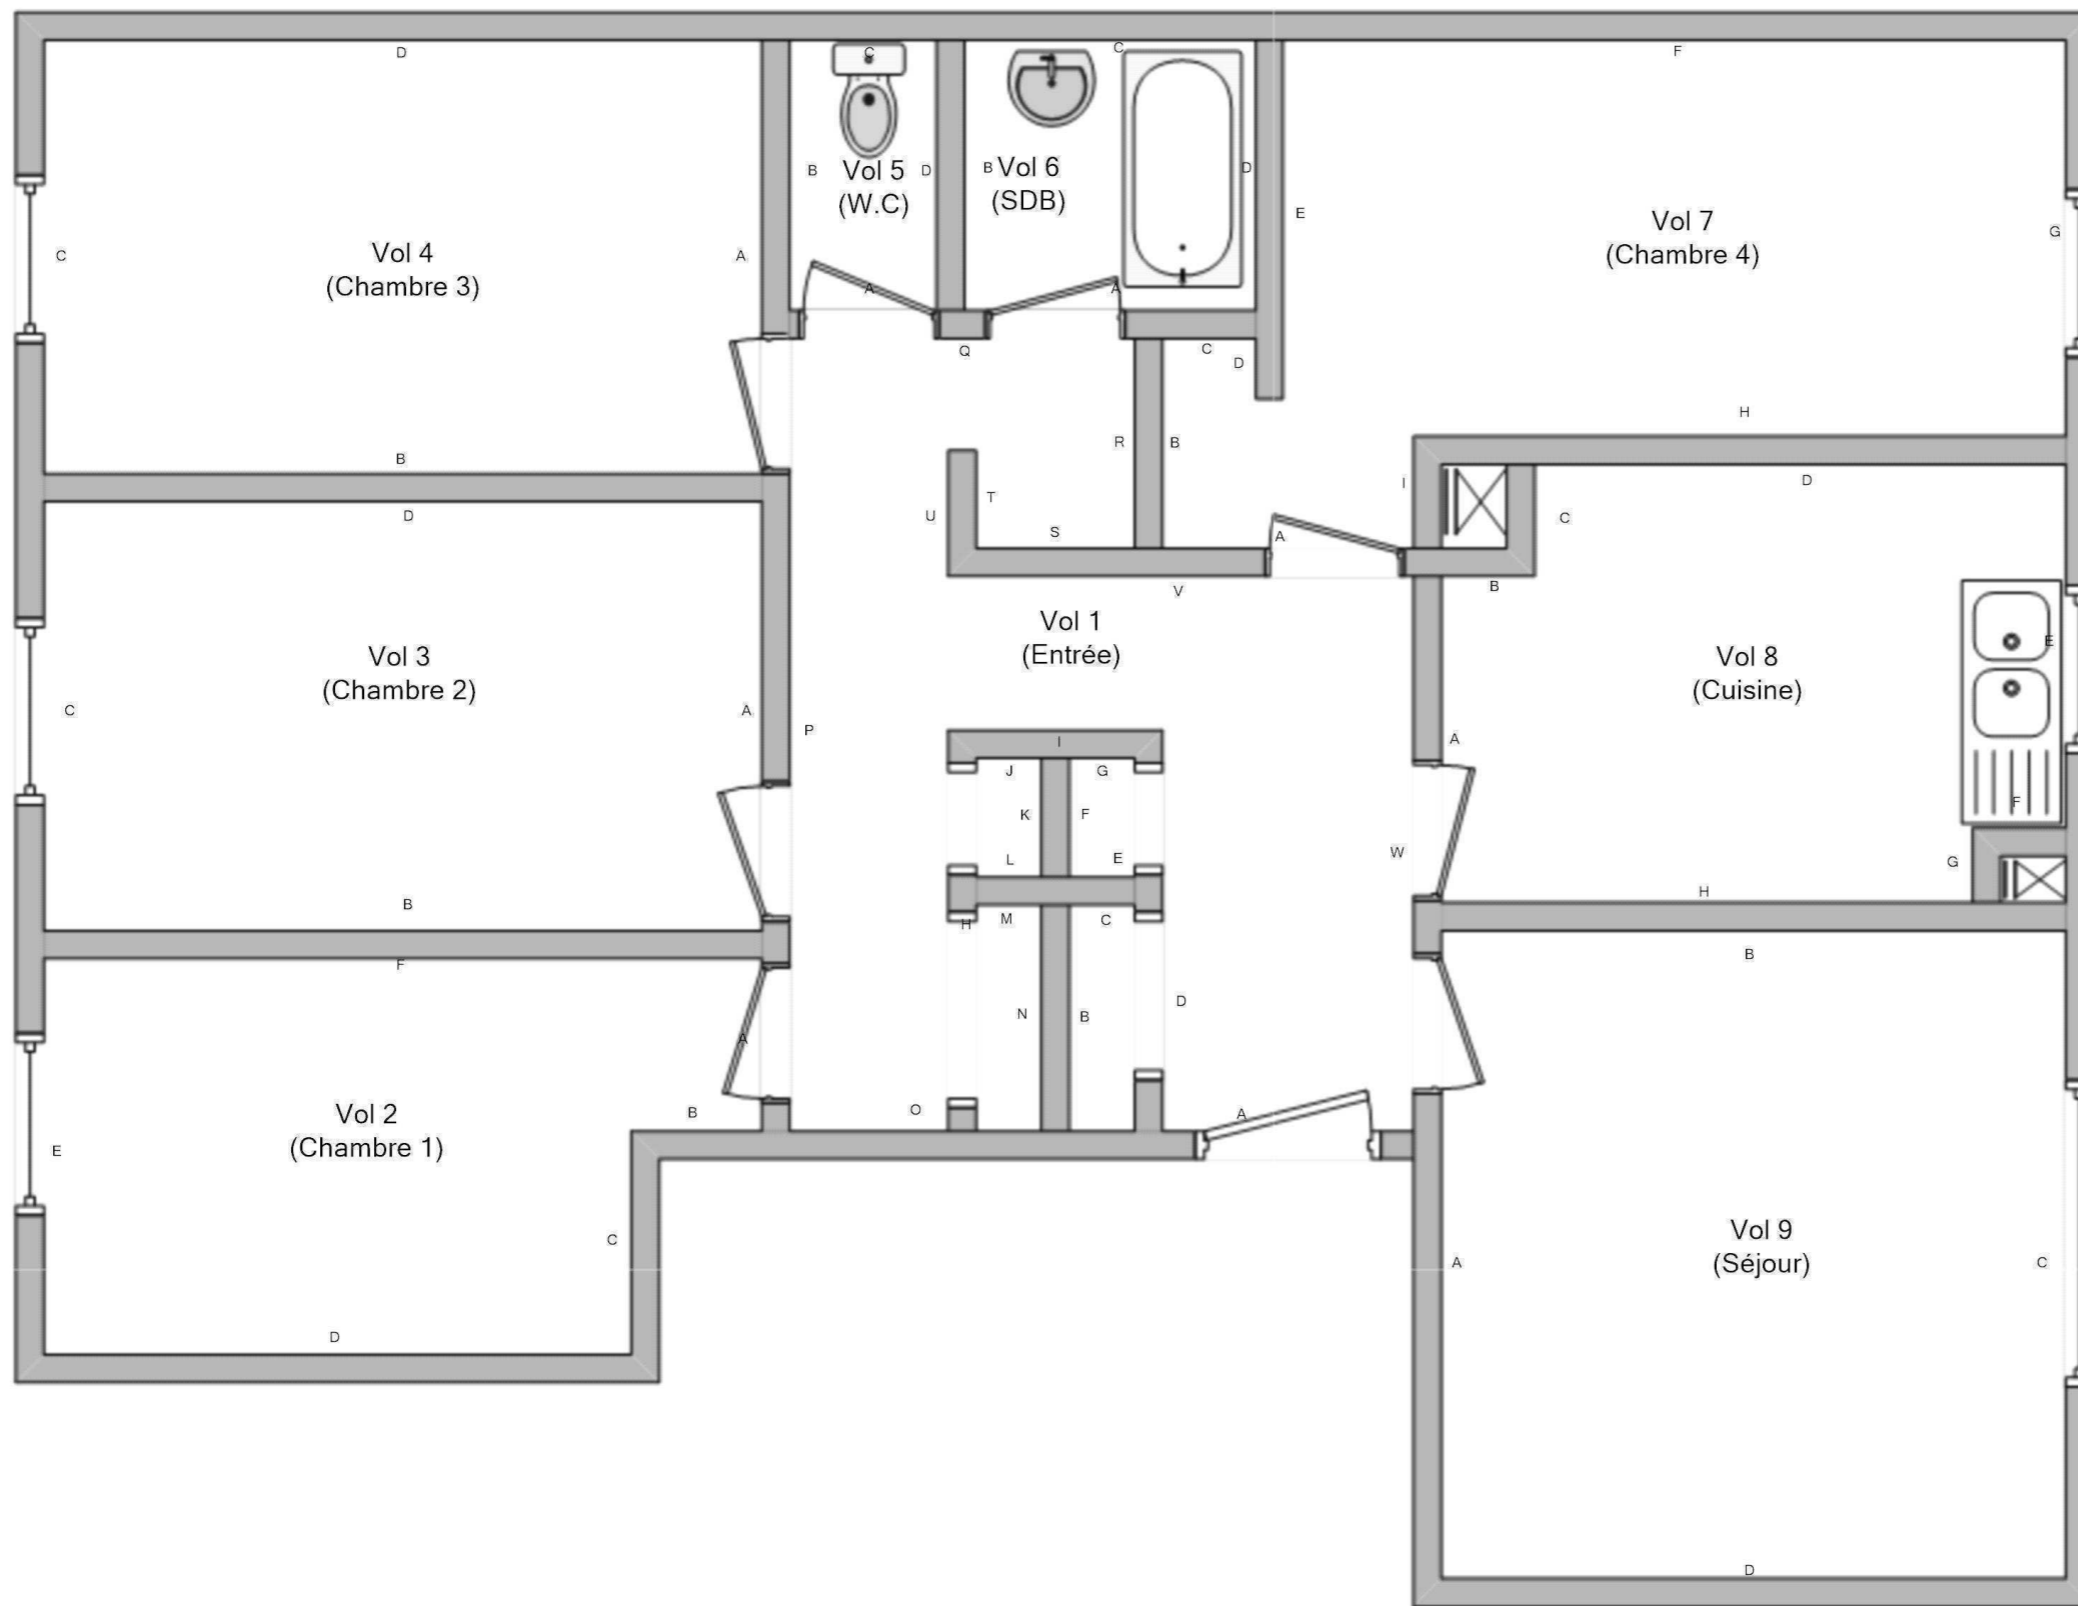 D
C
C
F
B
Vol 5
(W.C)
D
B
Vol 6
(SDB)
D
E
Vol 7
(Chambre 4)
G
C
Vol 4
(Chambre 3)
A
A
A
Q
C
D
H
B
R
B
I
D
D
U
T
S
A
C
V
B
Vol 1
(Entrée)
Vol 3
(Chambre 2)
C
A
P
Vol 8
(Cuisine)
E
A
I
J
G
K
F
F
L
E
W
G
B
H
H
M
C
F
B
A
N
B
D
Vol 2
(Chambre 1)
B
O
A
E
C
Vol 9
(Séjour)
A
C
D
D